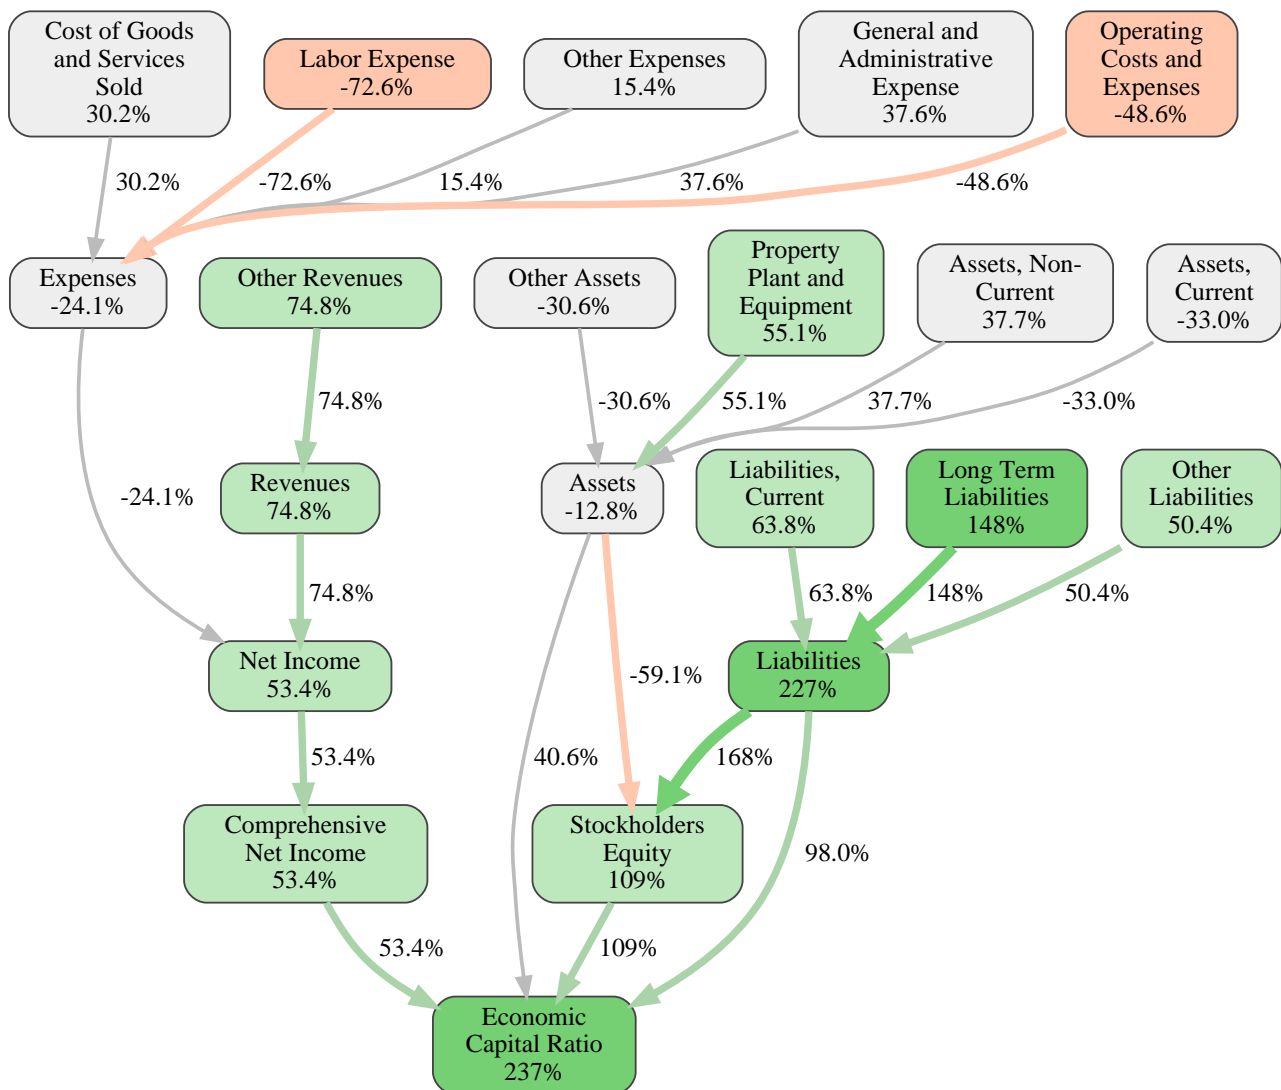 Cost of Goods
and Services
Sold
30.2%
Labor Expense
-72.6%
Other Expenses
15.4%
General and
Administrative
Expense
37.6%
Operating
Costs and
Expenses
-48.6%
30.2%
-72.6%
15.4%
37.6%
-48.6%
Expenses
-24.1%
Other Revenues
74.8%
Other Assets
-30.6%
Property
Plant and
Equipment
55.1%
Assets, Non-
Current
37.7%
Assets,
Current
-33.0%
74.8%
-30.6%
55.1%
37.7%
-33.0%
-24.1%
Revenues
74.8%
Assets
-12.8%
Liabilities,
Current
63.8%
Long Term
Liabilities
148%
Other
Liabilities
50.4%
74.8%
63.8%
148%
50.4%
Net Income
53.4%
-59.1%
Liabilities
227%
53.4%
40.6%
168%
Comprehensive
Net Income
53.4%
Stockholders
Equity
109%
98.0%
53.4%
109%
Economic
Capital Ratio
237%